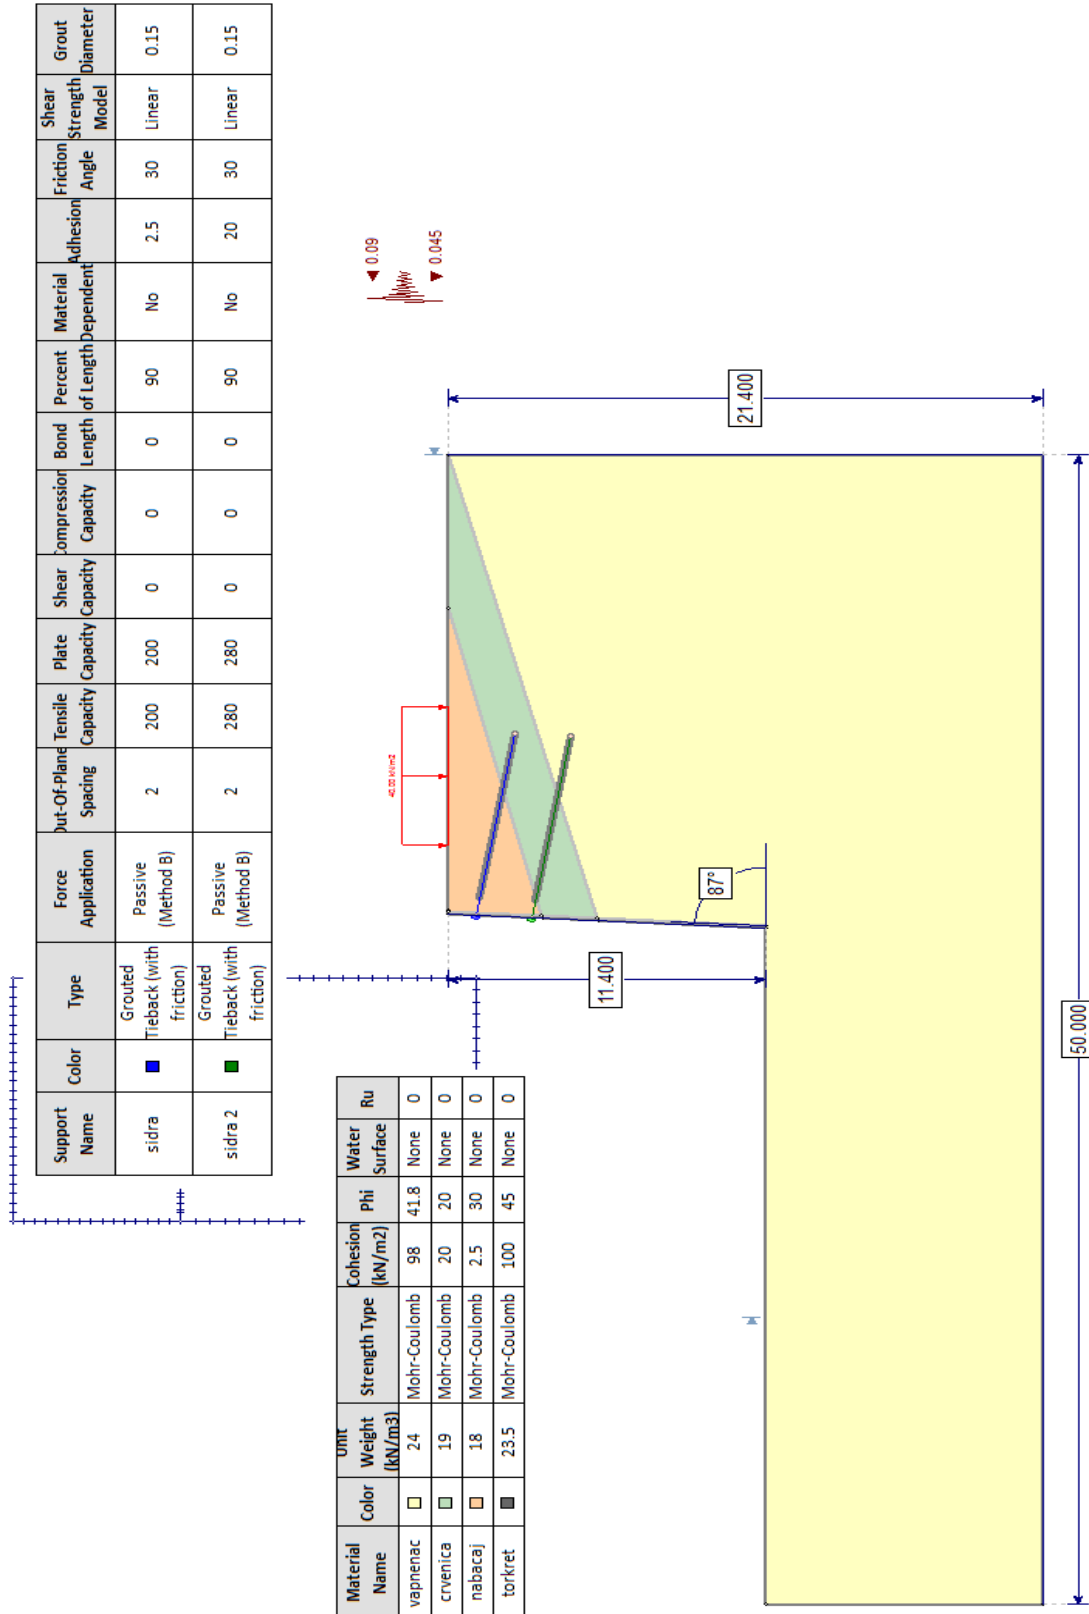 Support Name Color Type Force Application Out-Of-Plane Spacing Tensile Capacity Plate Capacity Shear Capacity Compression Capacity Bond Length Percent of Length Material Dependent Adhesion Friction Angle Shear Strength Model Grout Diameter
sidra Grouted Tieback (with friction) Passive (Method B) 2 200 200 0 0 0 90 No 2.5 30 Linear 0.15
sidra 2 Grouted Tieback (with friction) Passive (Method B) 2 280 280 0 0 0 90 No 20 30 Linear 0.15
Material Name Color Unit Weight (kN/m3) Strength Type Cohesion (kN/m2) Phi Water Surface Ru
vapnenac 24 Mohr-Coulomb 98 41.8 None 0
crvenica 19 Mohr-Coulomb 20 20 None 0
nabacaj 18 Mohr-Coulomb 2.5 30 None 0
torkret 23.5 Mohr-Coulomb 100 45 None 0
0.09
0.045
40.00 kN/m2
11.400
87°
21.400
50.000